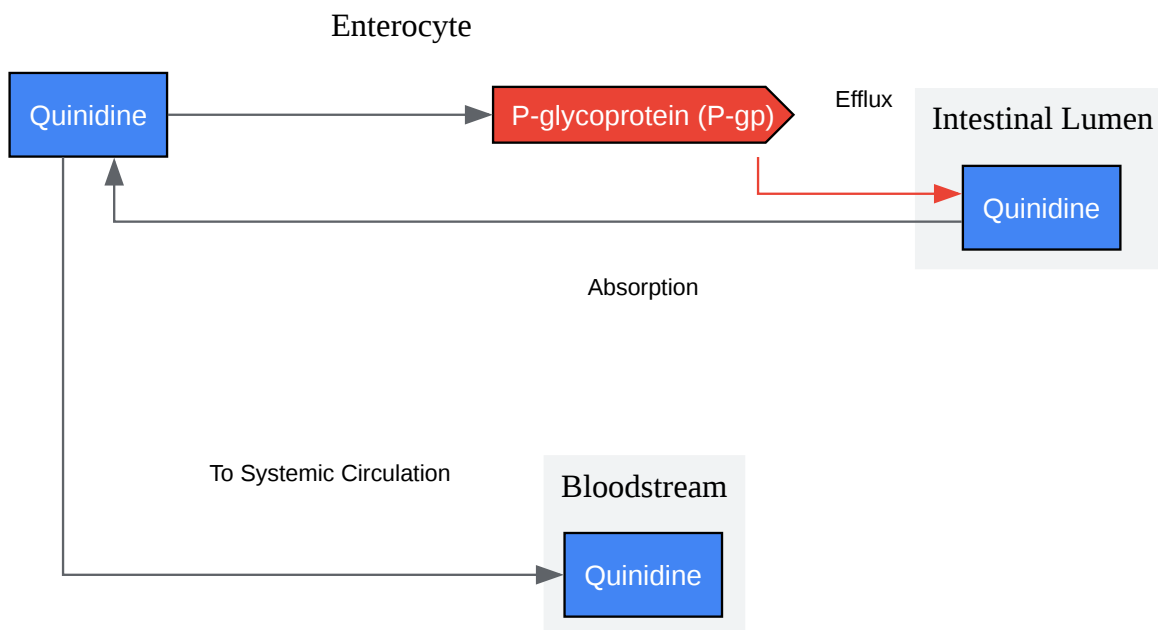 Enterocyte
Quinidine
P-glycoprotein (P-gp)
Efflux
Intestinal Lumen
Quinidine
Absorption
To Systemic Circulation
Bloodstream
Quinidine